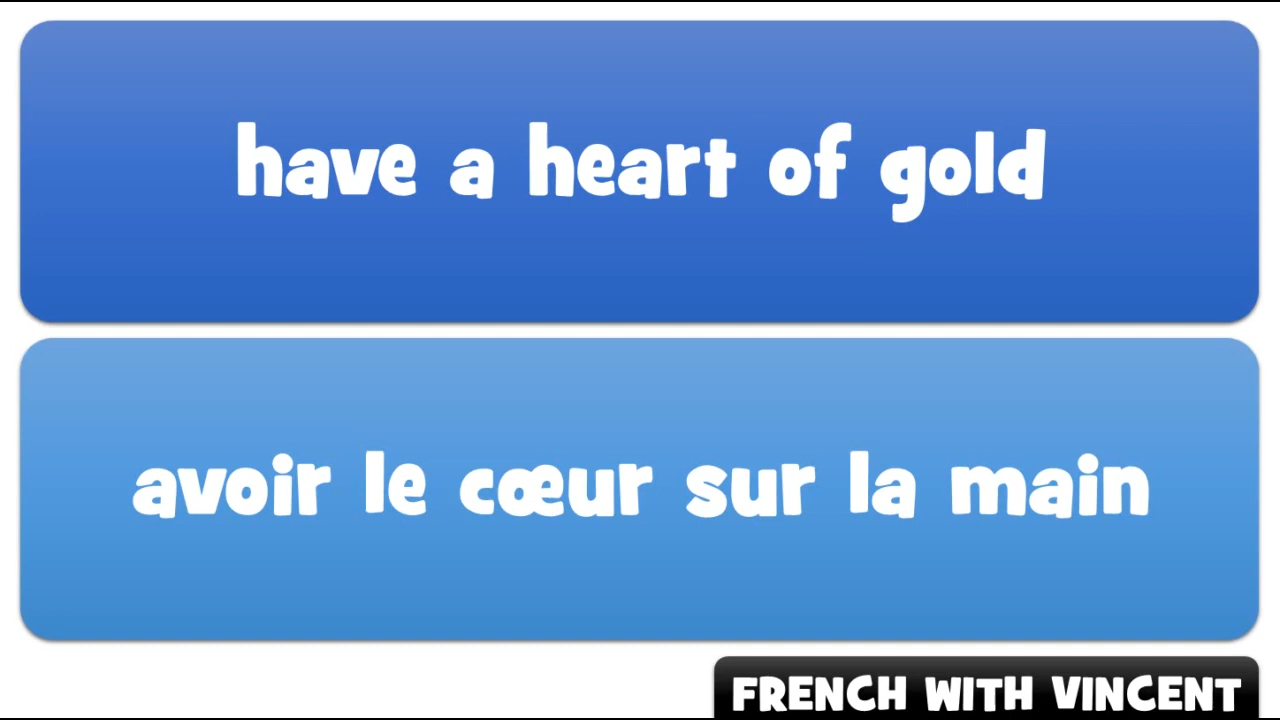 have a heart of gold
avoir le cœur sur la main
FRENCH WITH VINCENT